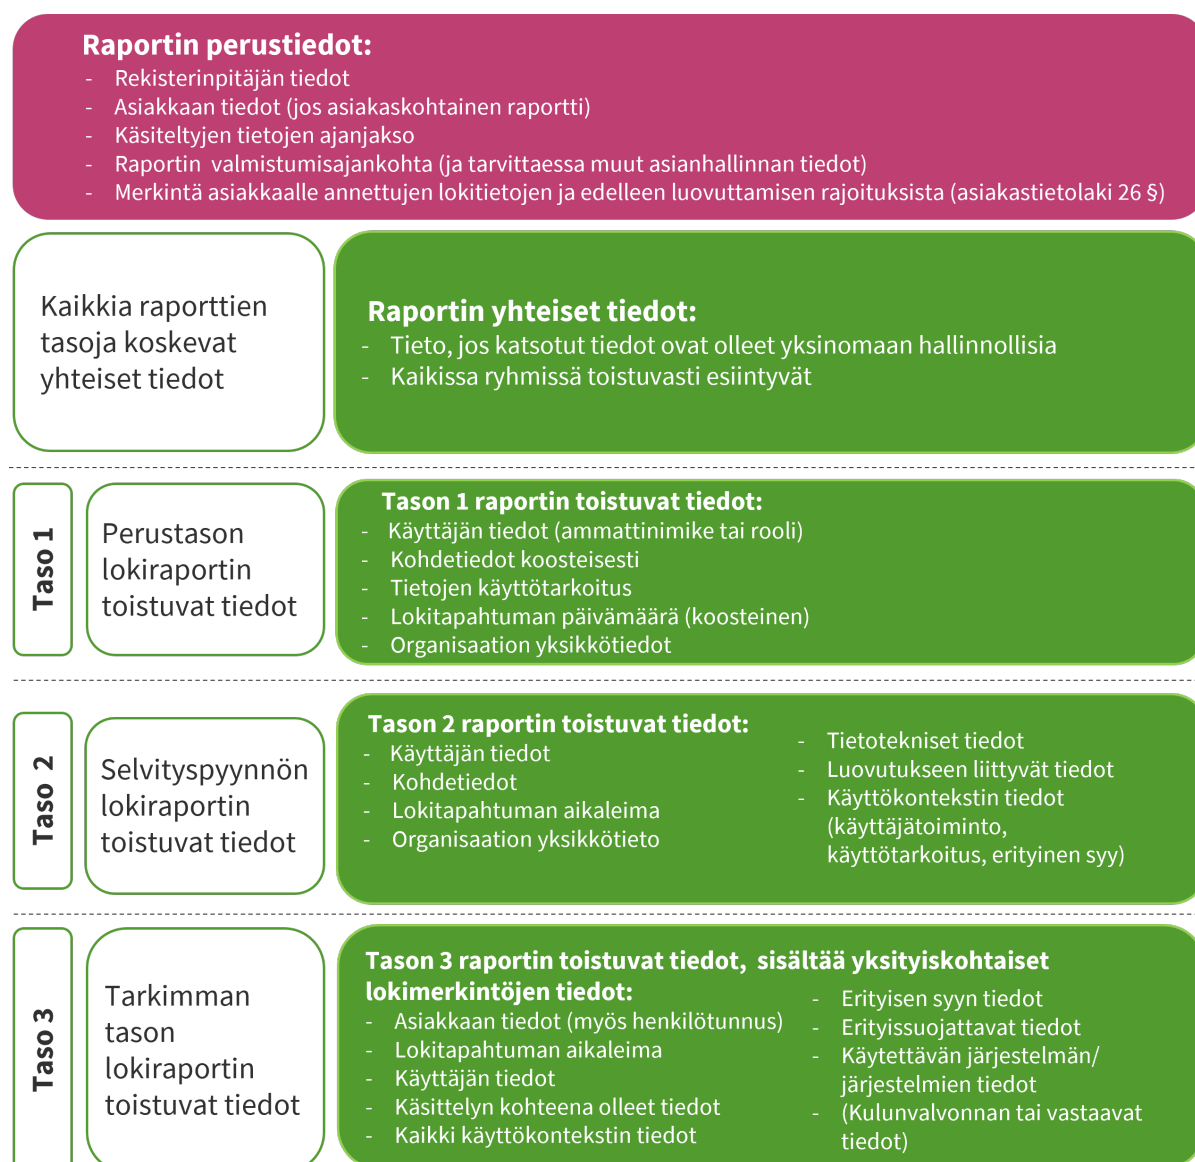 Raportin perustiedot:
- Rekisterinpitäjän tiedot
- Asiakkaan tiedot (jos asiakaskohtainen raportti)
- Käsiteltyjen tietojen ajanjakso
- Raportin valmistumisajankohta (ja tarvittaessa muut asianhallinnan tiedot)
- Merkintä asiakkaalle annettujen lokitietojen ja edelleen luovuttamisen rajoituksista (asiakastietolaki 26 §)
Kaikkia raporttien
tasoja koskevat
yhteiset tiedot
Raportin yhteiset tiedot:
- Tieto, jos katsotut tiedot ovat olleet yksinomaan hallinnollisia
- Kaikissa ryhmissä toistuvasti esiintyvät
Taso 1
Perustason
lokiraportin
toistuvat tiedot
Tason 1 raportin toistuvat tiedot:
- Käyttäjän tiedot (ammattinimike tai rooli)
- Kohdetiedot koosteisesti
- Tietojen käyttötarkoitus
- Lokitapahtuman päivämäärä (koosteinen)
- Organisaation yksikkötiedot
Taso 2
Selvityspyynnön
lokiraportin
toistuvat tiedot
Tason 2 raportin toistuvat tiedot:
- Käyttäjän tiedot
- Kohdetiedot
- Lokitapahtuman aikaleima
- Organisaation yksikkötieto
- Tietotekniset tiedot
- Luovutukseen liittyvät tiedot
- Käyttökontekstin tiedot
(käyttäjätoiminto,
käyttötarkoitus, erityinen syy)
Taso 3
Tarkimman
tason
lokiraportin
toistuvat tiedot
Tason 3 raportin toistuvat tiedot, sisältää yksityiskohtaiset
lokimerkintöjen tiedot:
- Asiakkaan tiedot (myös henkilötunnus)
- Lokitapahtuman aikaleima
- Käyttäjän tiedot
- Käsittelyn kohteena olleet tiedot
- Kaikki käyttökontekstin tiedot
- Erityisen syyn tiedot
- Erityissuojattavat tiedot
- Käytettävän järjestelmän/
järjestelmien tiedot
- (Kulunvalvonnan tai vastaavat
tiedot)